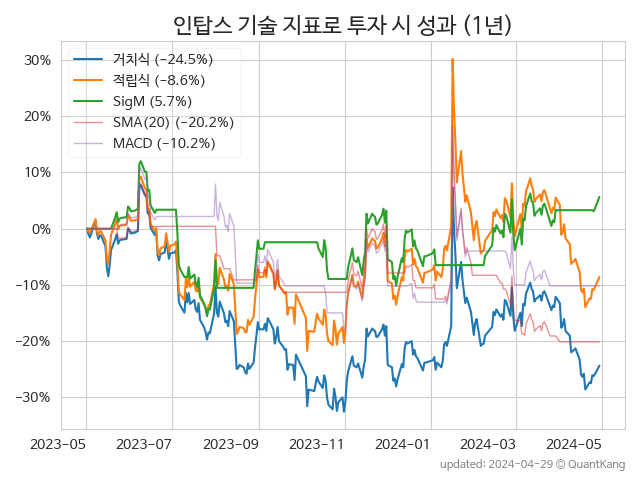 인탑스 기술 지표로 투자 시 성과 (1년)
30%
20%
10%
0%
−10%
−20%
−30%
거치식 (−24.5%)
적립식 (−8.6%)
SigM (5.7%)
SMA(20) (−20.2%)
MACD (−10.2%)
2023-05 2023-07 2023-09 2023-11 2024-01 2024-03 2024-05
updated: 2024-04-29 © QuantKang